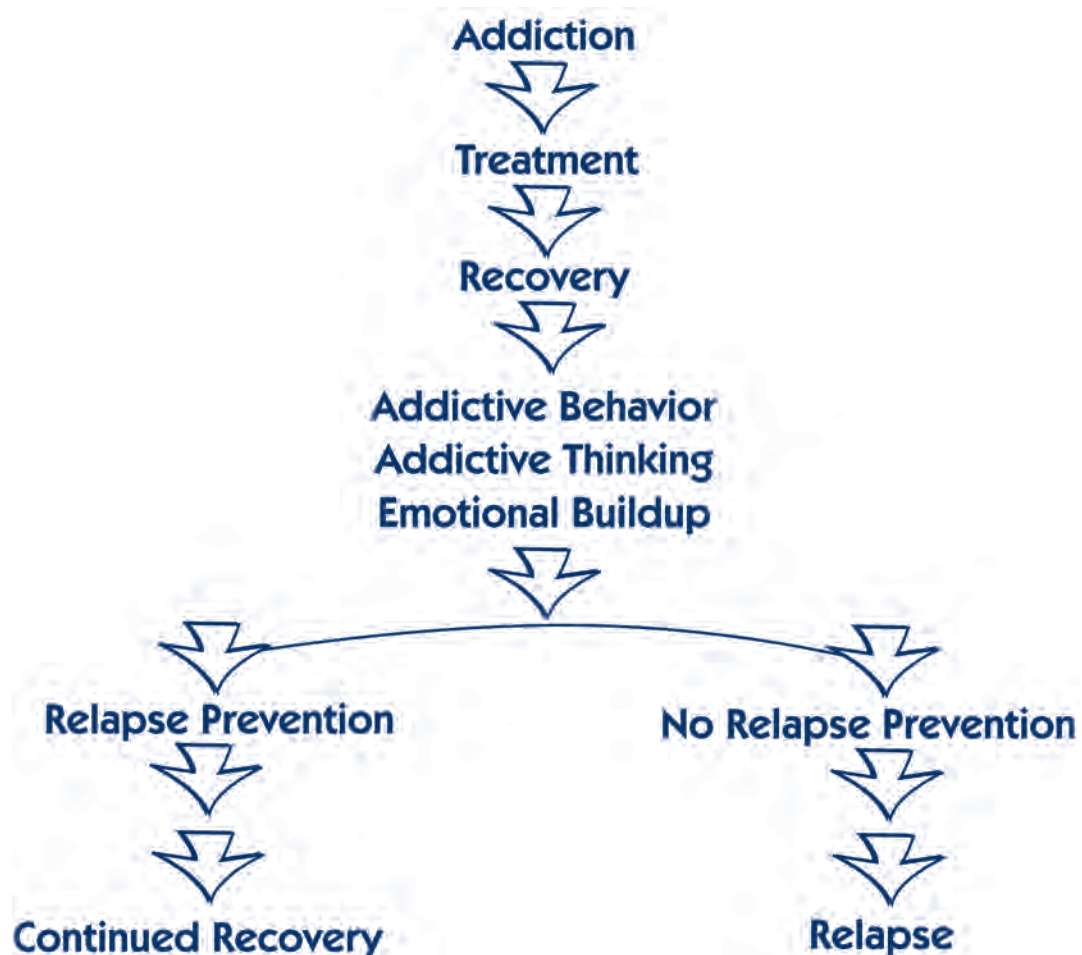 Addiction
Treatment
Recovery
Addictive Behavior
Addictive Thinking
Emotional Buildup
Relapse Prevention
No Relapse Prevention
Continued Recovery
Relapse